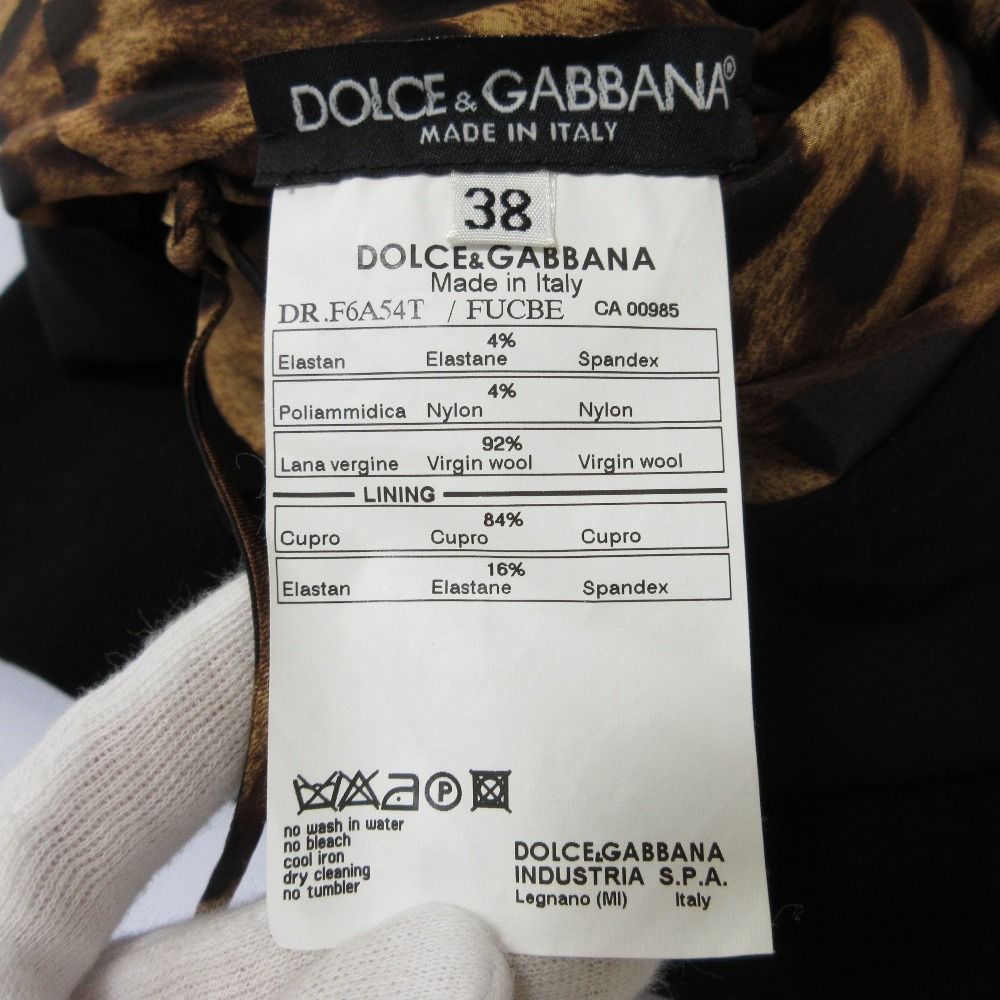 DOLCE & GABBANA®
MADE IN ITALY
38
DOLCE&GABBANA
Made in Italy
DR.F6A54T / FUCBE CA 00985
4%
Elastan Elastane Spandex
4%
Poliammidica Nylon Nylon
92%
Lana vergine Virgin wool Virgin wool
LINING
84%
Cupro Cupro Cupro
16%
Elastan Elastane Spandex
P
no wash in water
no bleach
cool iron
dry cleaning
no tumbler
DOLCE&GABBANA
INDUSTRIA S.P.A.
Legnano (MI) Italy